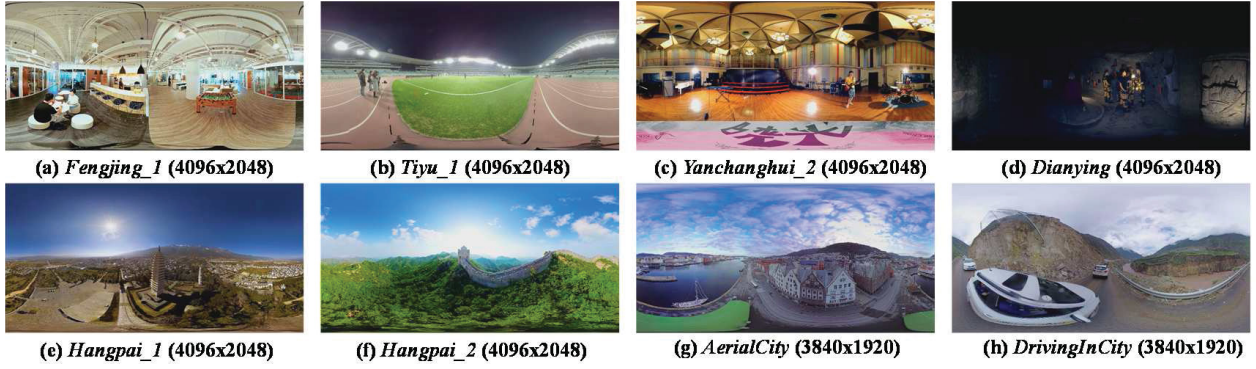 (a) Fengjing_1 (4096x2048)
(b) Tiyu_1 (4096x2048)
(c) Yanchanghui_2 (4096x2048)
(d) Dianying (4096x2048)
(e) Hangpai_1 (4096x2048)
(f) Hangpai_2 (4096x2048)
(g) AerialCity (3840x1920)
(h) DrivingInCity (3840x1920)